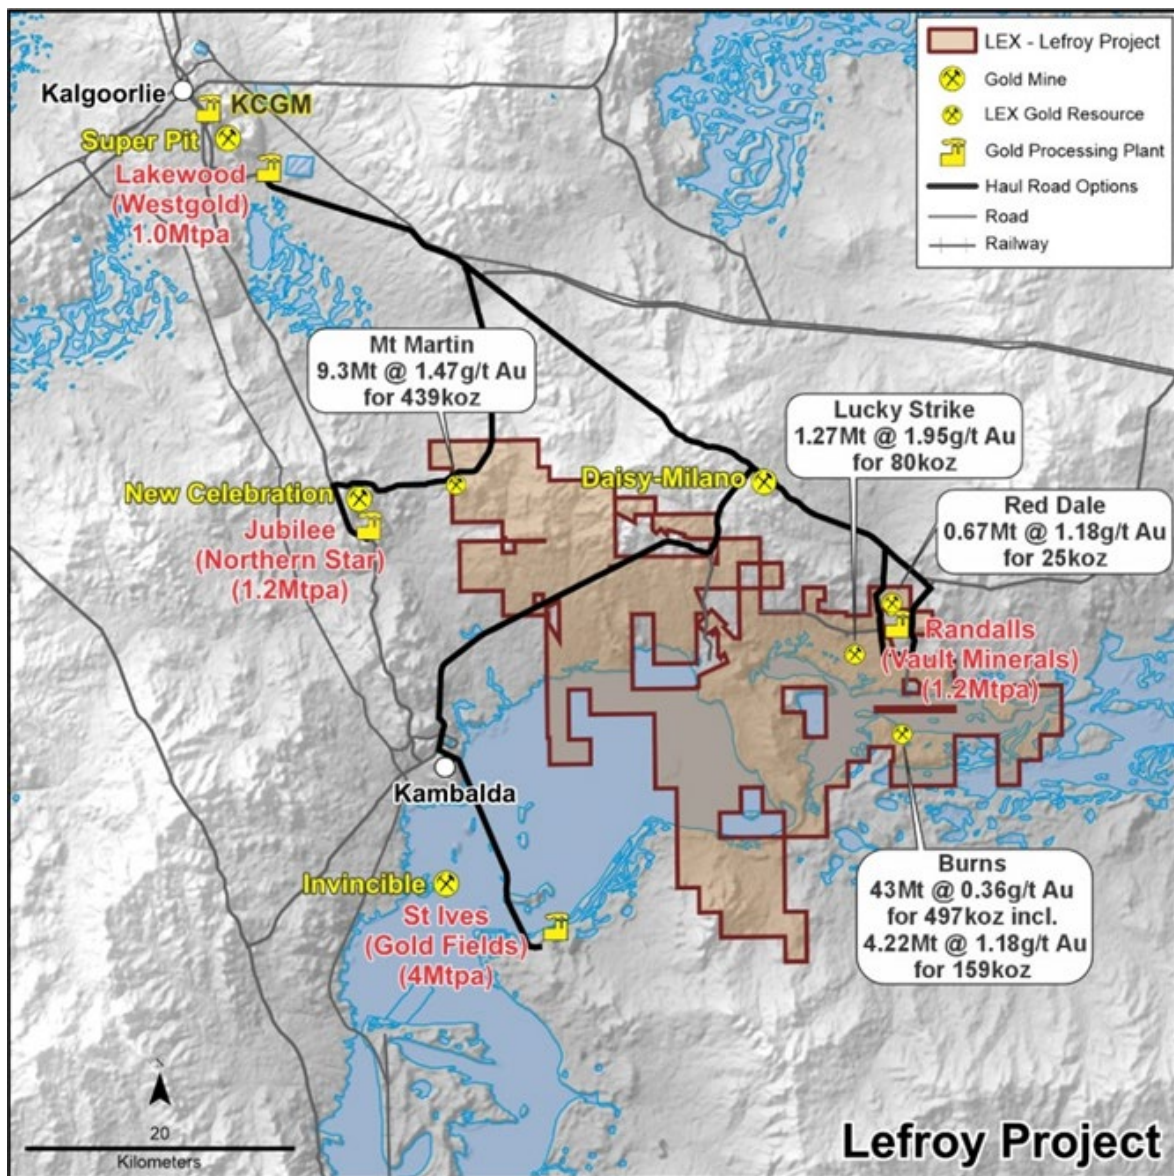 LEX - Lefroy Project
Gold Mine
LEX Gold Resource
Gold Processing Plant
Haul Road Options
Road
Railway
Kalgoorlie
KCGM
Super Pit
Lakewood
(Westgold)
1.0Mtpa
Mt Martin
9.3Mt @ 1.47g/t Au
for 439koz
Lucky Strike
1.27Mt @ 1.95g/t Au
for 80koz
Daisy-Milano
New Celebration
Red Dale
0.67Mt @ 1.18g/t Au
for 25koz
Jubilee
(Northern Star)
(1.2Mtpa)
Randalls
(Vault Minerals)
(1.2Mtpa)
Kambalda
Burns
43Mt @ 0.36g/t Au
for 497koz incl.
4.22Mt @ 1.18g/t Au
for 159koz
Invincible
St Ives
(Gold Fields)
(4Mtpa)
20
Kilometers
Lefroy Project